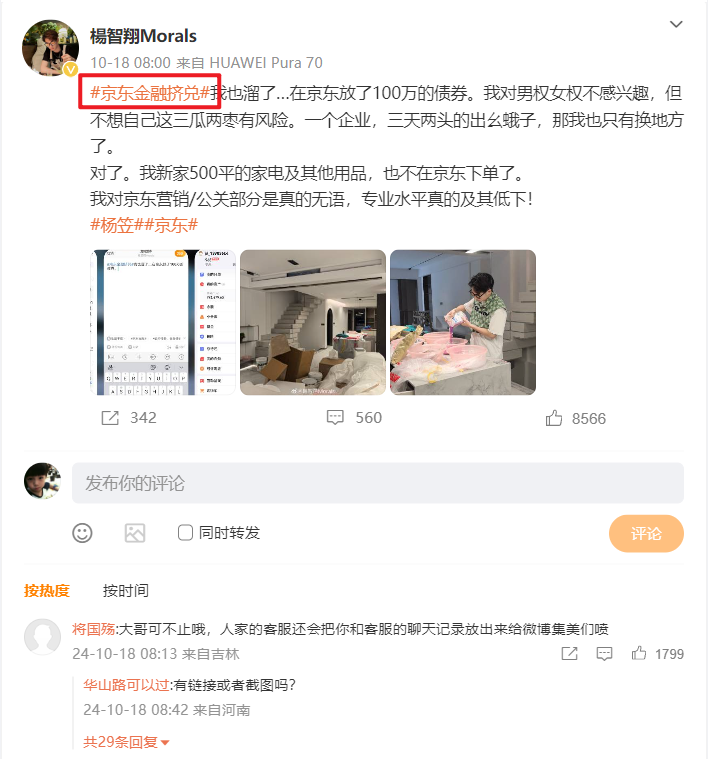 楊智翔Morals
10-18 08:00 来自 HUAWEI Pura 70
#京东金融挤兑#我也溜了...在京东放了100万的债券。我对男权女权不感兴趣，但
不想自己这三瓜两枣有风险。一个企业，三天两头的出幺蛾子，那我也只有换地方
了。
对了。我新家500平的家电及其他用品，也不在京东下单了。
我对京东营销/公关部分是真的无语，专业水平真的及其低下！
#杨笠##京东#
342
560
8566
发布你的评论
同时转发
评论
按热度
按时间
将国殇:大哥可不止哦，人家的客服还会把你和客服的聊天记录放出来给微博集美们喷
24-10-18 08:13 来自吉林
1799
华山路可以过:有链接或者截图吗？
24-10-18 08:42 来自河南
共29条回复